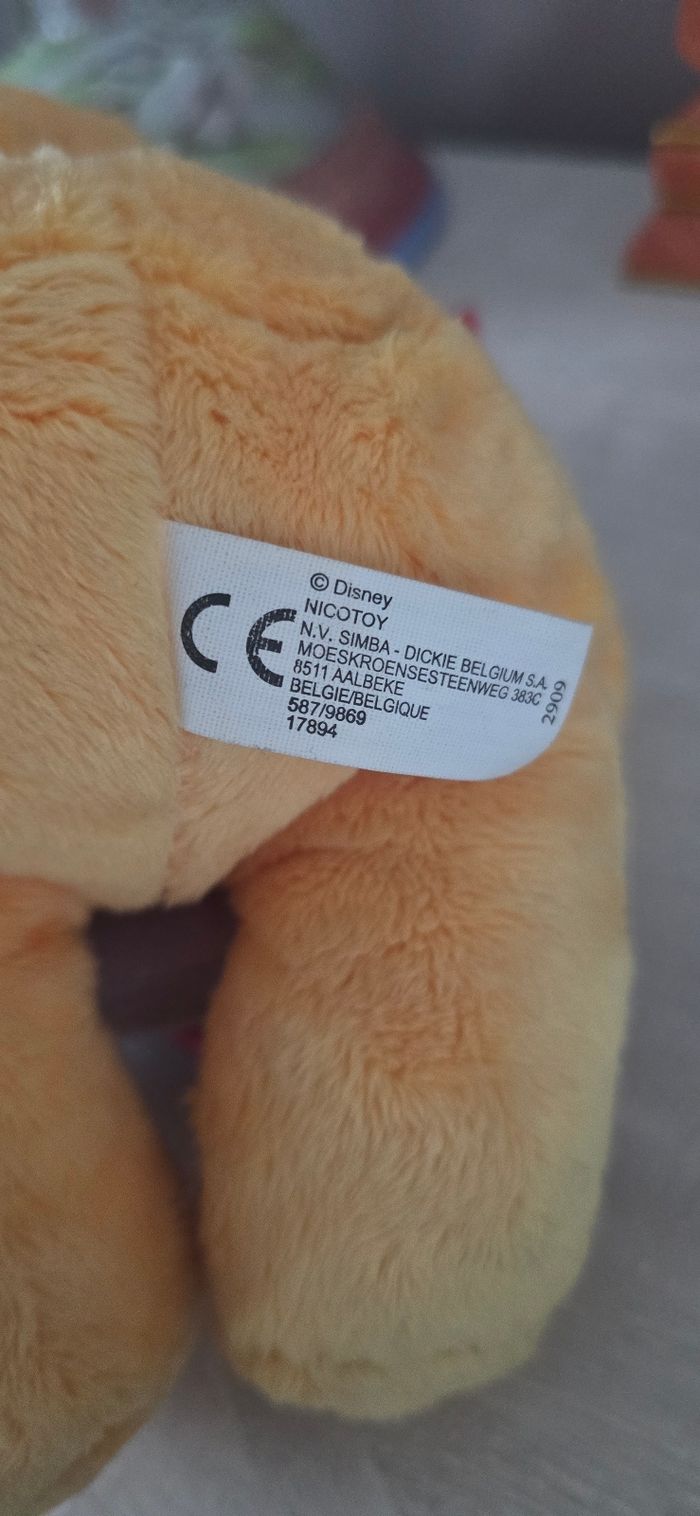 CE
© Disney
NICOTOY
N.V. SIMBA - DICKIE BELGIUM S.A.
MOESKROENSESTEENWEG 383C
8511 AALBEKE
BELGIE/BELGIQUE
587/9869
17894
2909